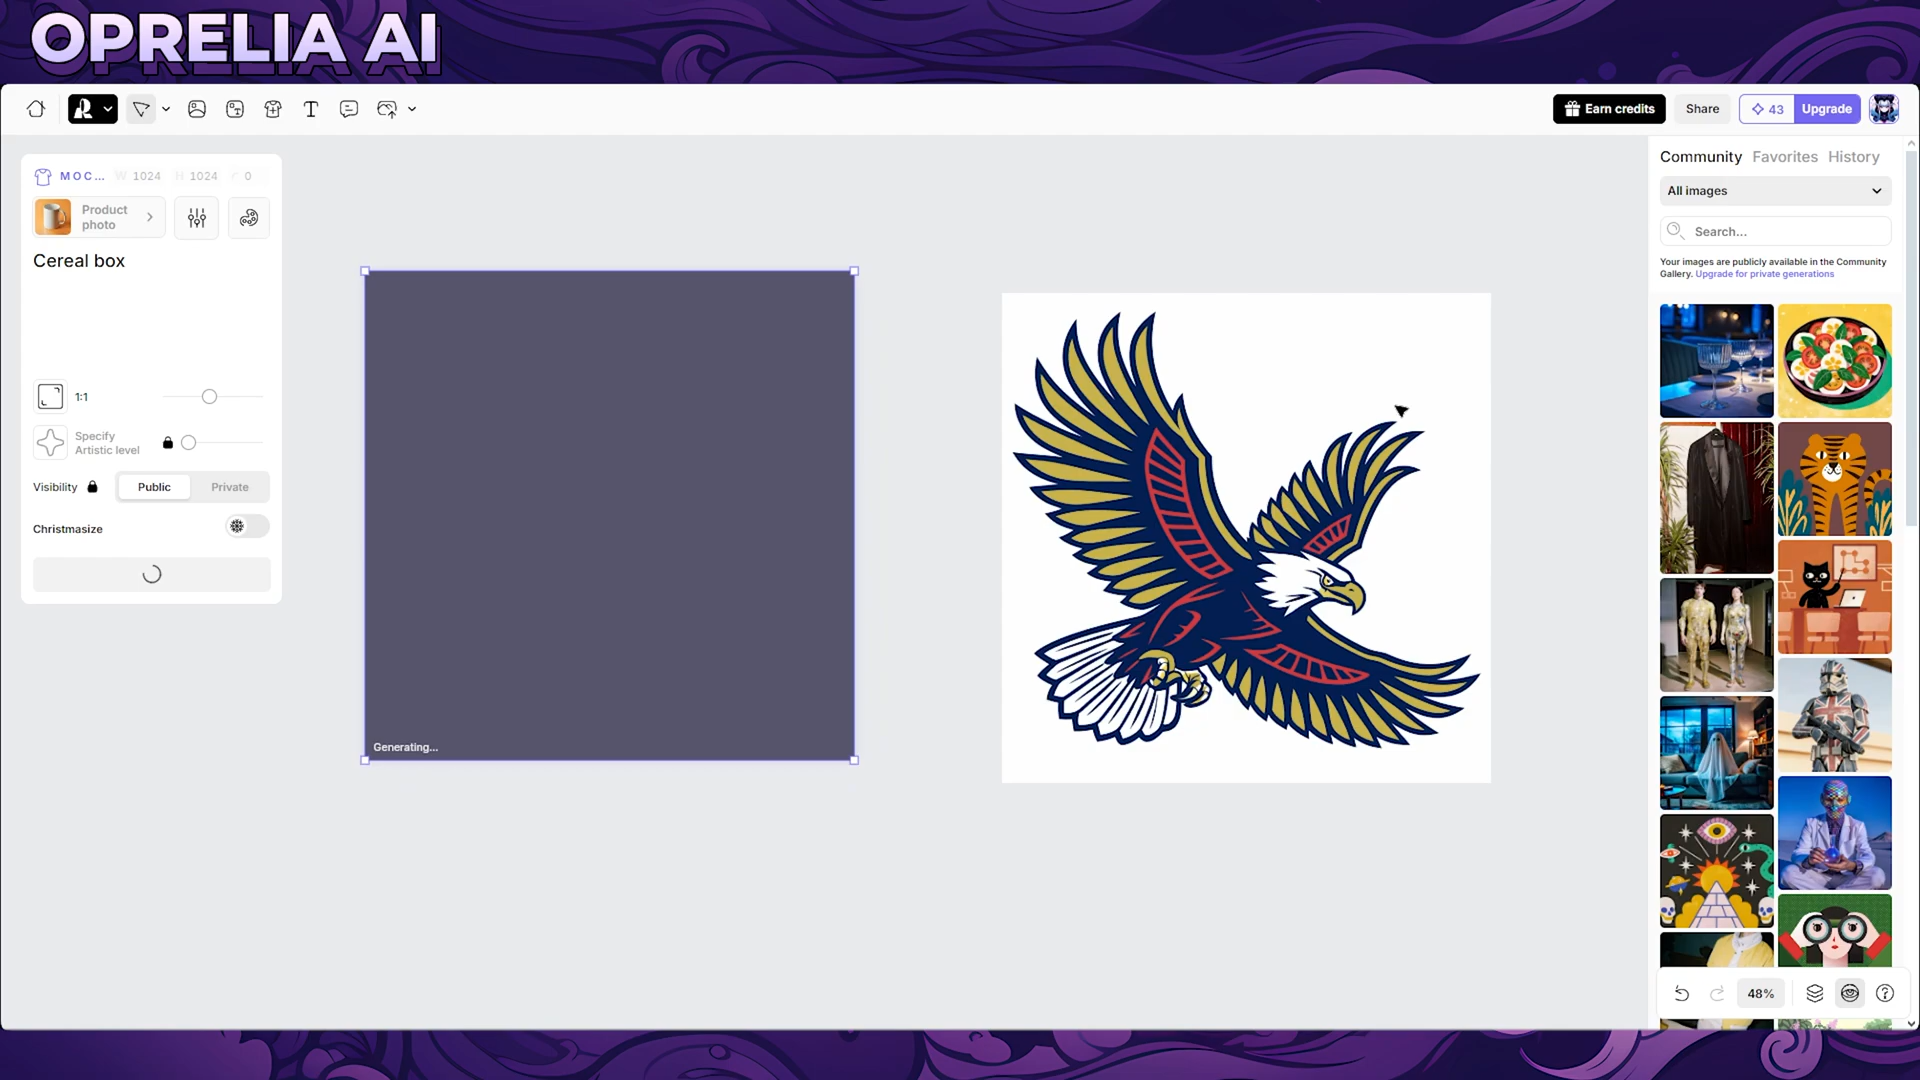 OPRELIA AI
Earn credits
Share
43
Upgrade
MOC...
W 1024
H 1024
0
Product
photo
Cereal box
1:1
Specify
Artistic level
Visibility
Public
Private
Christmasize
Generating...
Community
Favorites
History
All images
Search...
Your images are publicly available in the Community
Gallery. Upgrade for private generations
48%